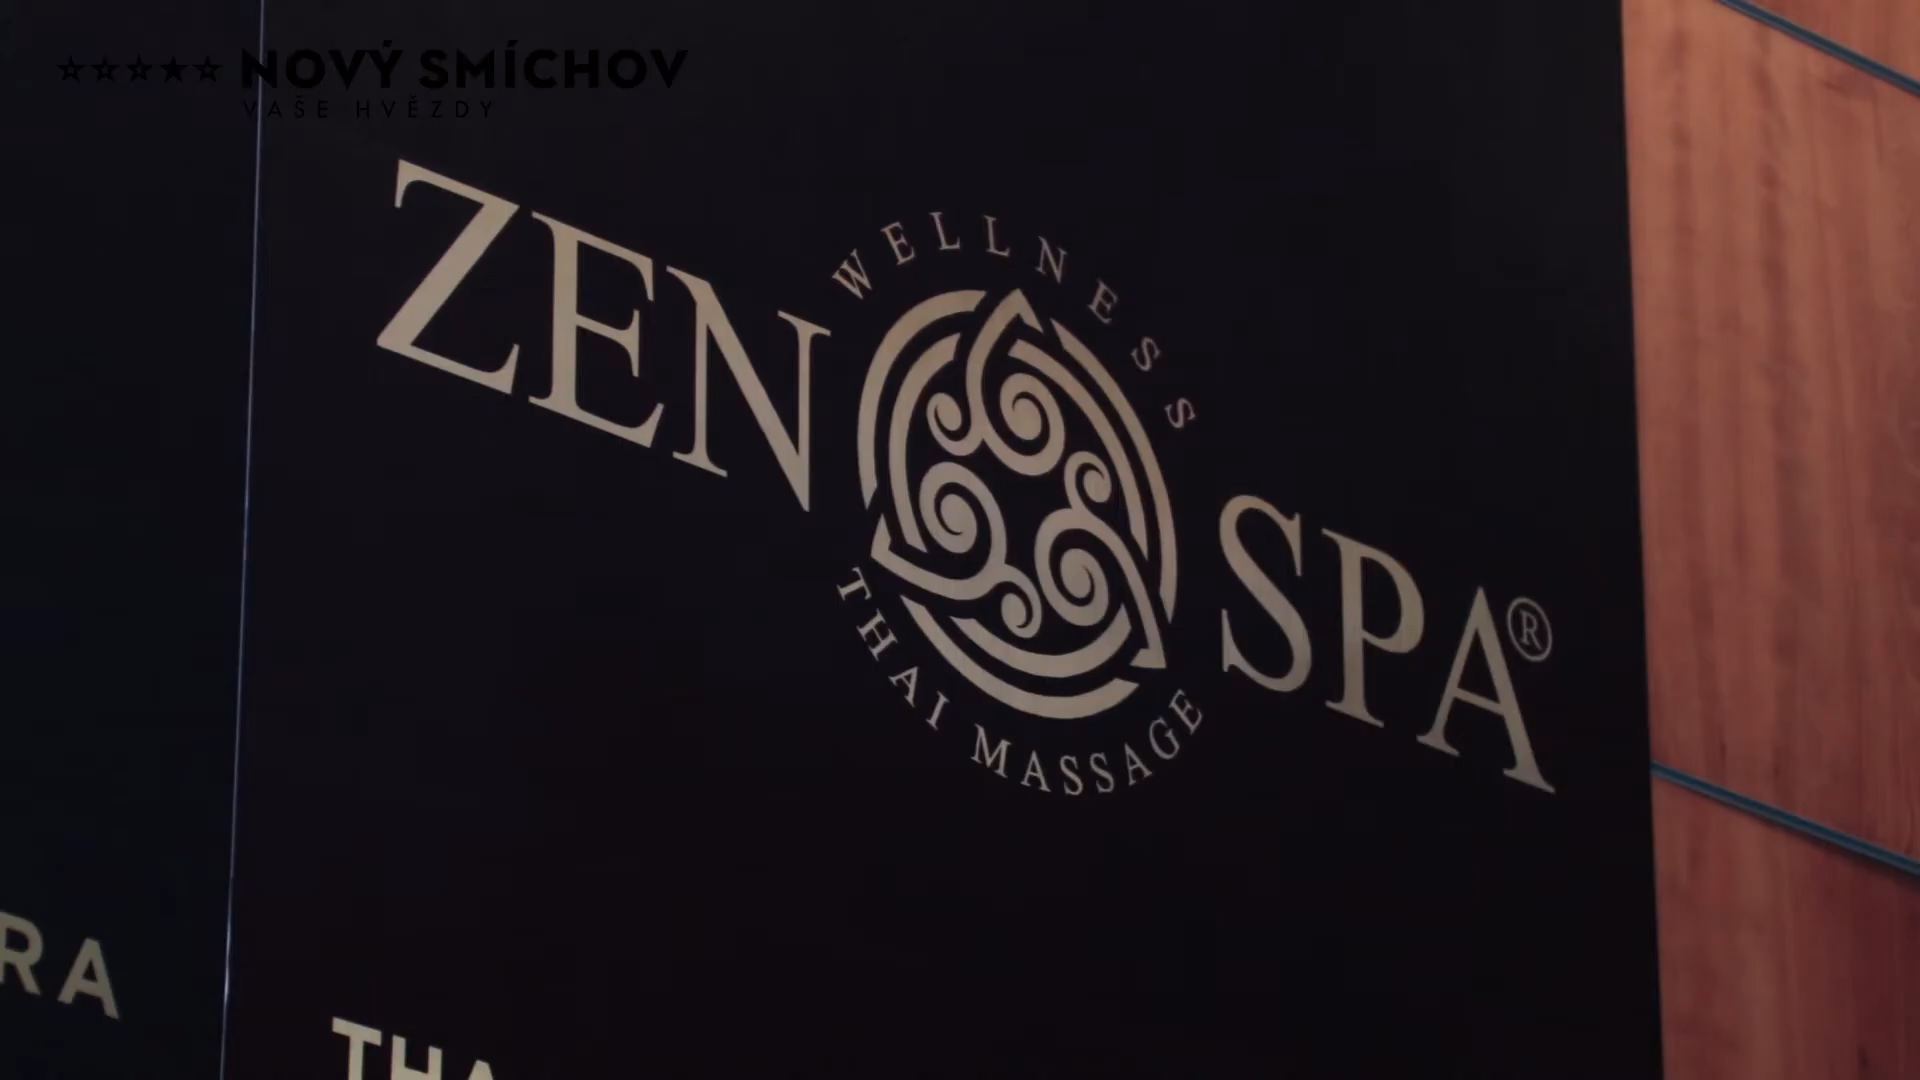 ☆☆☆★☆ NOVÝ SMÍCHOV
VAŠE HVĚZDY
ZEN SPA®
WELLNESS
THAI MASSAGE
RA
THA